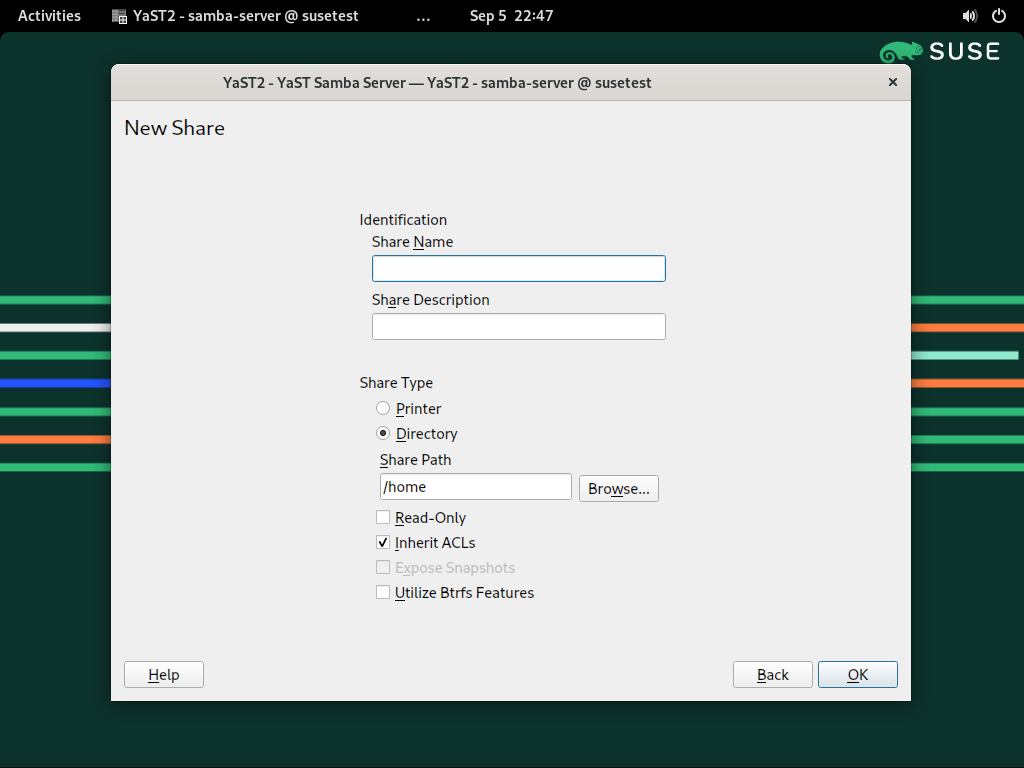 Activities YaST2 - samba-server @ susetest ... Sep 5 22:47
SUSE
YaST2 - YaST Samba Server — YaST2 - samba-server @ susetest ×
New Share
Identification
Share Name
Share Description
Share Type
Printer
Directory
Share Path
/home Browse...
Read-Only
Inherit ACLs
Expose Snapshots
Utilize Btrfs Features
Help Back OK